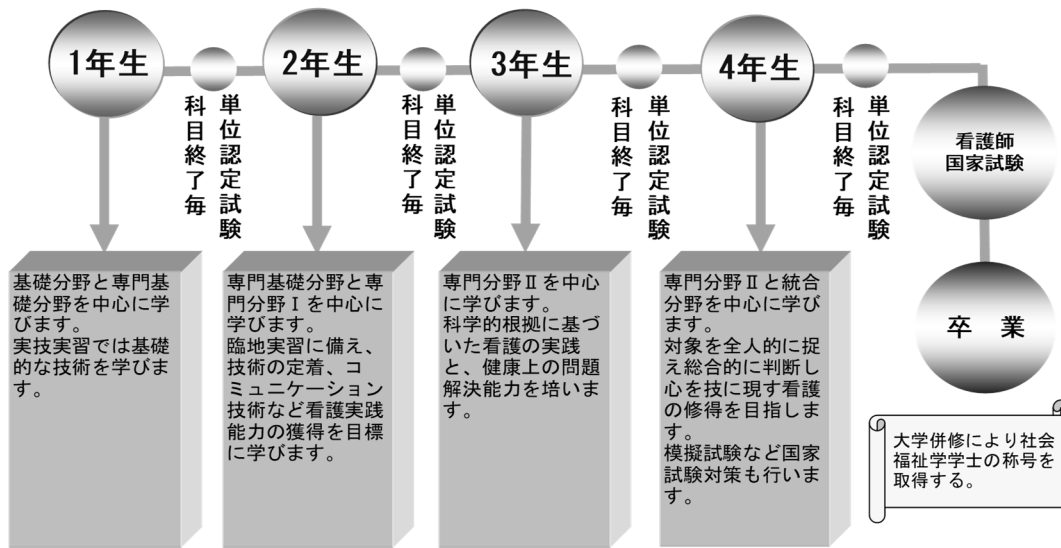 1年生
科目終了毎
単位認定試験
2年生
科目終了毎
単位認定試験
3年生
科目終了毎
単位認定試験
4年生
科目終了毎
単位認定試験
看護師
国家試験
卒　業
基礎分野と専門基
礎分野を中心に学
びます。
実技実習では基礎
的な技術を学びま
す。
専門基礎分野と専
門分野Ⅰを中心に
学びます。
臨地実習に備え、
技術の定着、コ
ミュニケーション
技術など看護実践
能力の獲得を目標
に学びます。
専門分野Ⅱを中心
に学びます。
科学的根拠に基づ
いた看護の実践
と、健康上の問題
解決能力を培いま
す。
専門分野Ⅱと統合
分野を中心に学び
ます。
対象を全人的に捉
え総合的に判断し
心を技に現す看護
の修得を目指しま
す。
模擬試験など国家
試験対策も行いま
す。
大学併修により社会
福祉学学士の称号を
取得する。